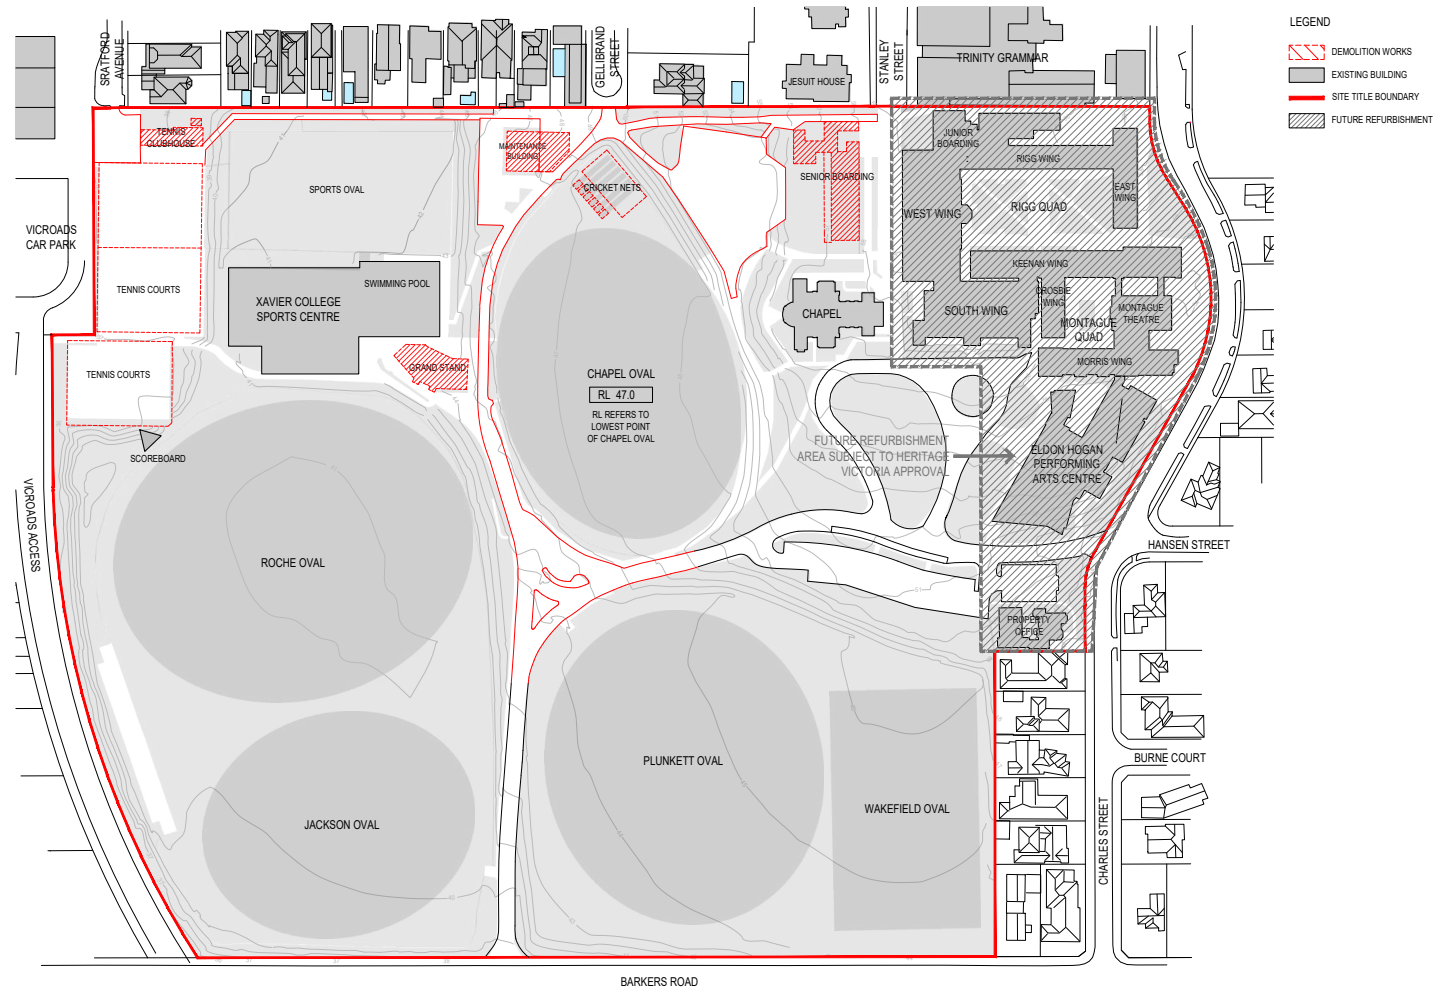 LEGEND
DEMOLITION WORKS
EXISTING BUILDING
SITE TITLE BOUNDARY
FUTURE REFURBISHMENT
SRATFORD
AVENUE
GELLIBRAND
STREET
STANLEY
STREET
TRINITY GRAMMAR
JESUIT HOUSE
TENNIS
CLUBHOUSE
MAINTENANCE
BUILDING
JUNIOR
BOARDING
:
RIGG WING
SENIOR BOARDING
CRICKET NETS
SPORTS OVAL
EAST
WING
WEST WING
RIGG QUAD
VICROADS
CAR PARK
KEENAN WING
SWIMMING POOL
TENNIS COURTS
XAVIER COLLEGE
SPORTS CENTRE
CROSBIE
WING
SOUTH WING
CHAPEL
MONTAGUE
THEATRE
MONTAGUE
QUAD
MORRIS WING
GRAND STAND
TENNIS COURTS
CHAPEL OVAL
RL 47.0
RL REFERS TO
LOWEST POINT
OF CHAPEL OVAL
SCOREBOARD
FUTURE REFURBISHMENT
AREA SUBJECT TO HERITAGE
VICTORIA APPROVAL
ELDON HOGAN
PERFORMING
ARTS CENTRE
VICROADS ACCESS
HANSEN STREET
ROCHE OVAL
PROPERTY
OFFICE
PLUNKETT OVAL
BURNE COURT
WAKEFIELD OVAL
JACKSON OVAL
CHARLES STREET
BARKERS ROAD